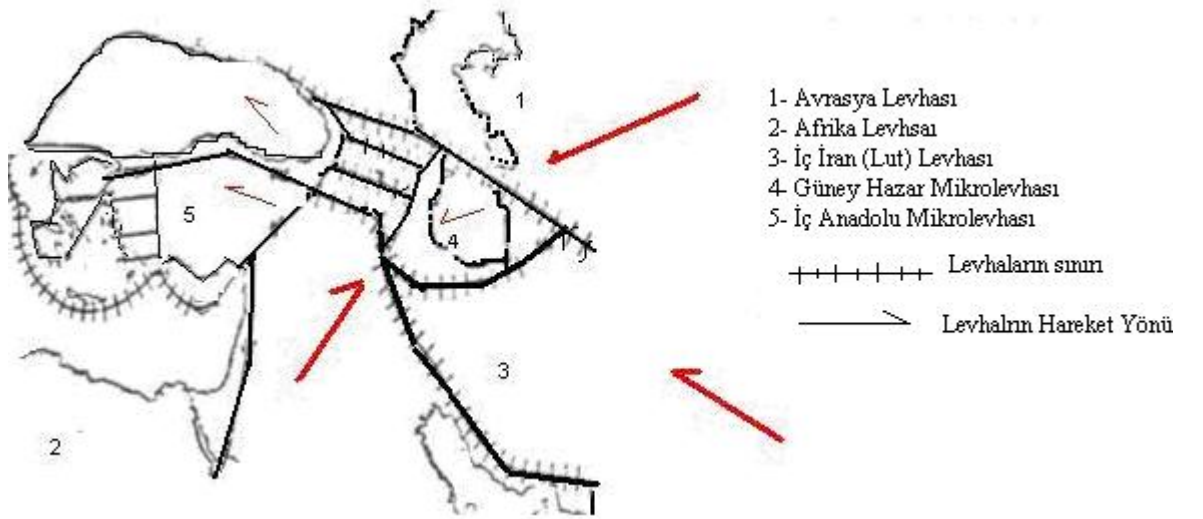 1
5
4
3
2
1- Avrasya Levhası
2- Afrika Levhsaı
3- İç İran (Lut) Levhası
4- Güney Hazar Mikrolevhası
5- İç Anadolu Mikrolevhası
Levhaların sınırı
Levhalrın Hareket Yönü